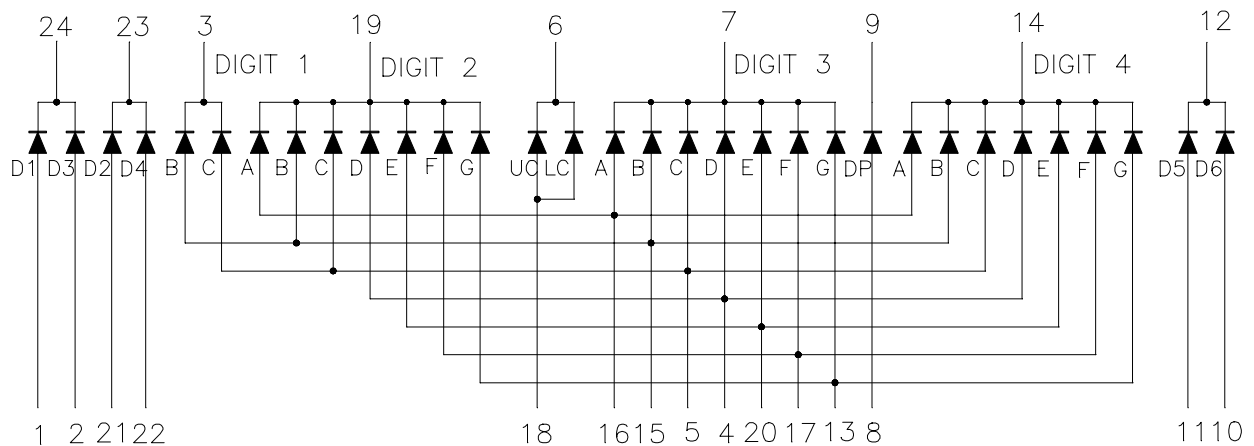 24 23 3 19 6 7 9 14 12
DIGIT 1 DIGIT 2 DIGIT 3 DIGIT 4
D1 D3 D2 D4 B C A B C D E F G UC LC A B C D E F G DP A B C D E F G D5 D6
1 2 21 22 18 16 15 5 4 20 17 13 8 11 10